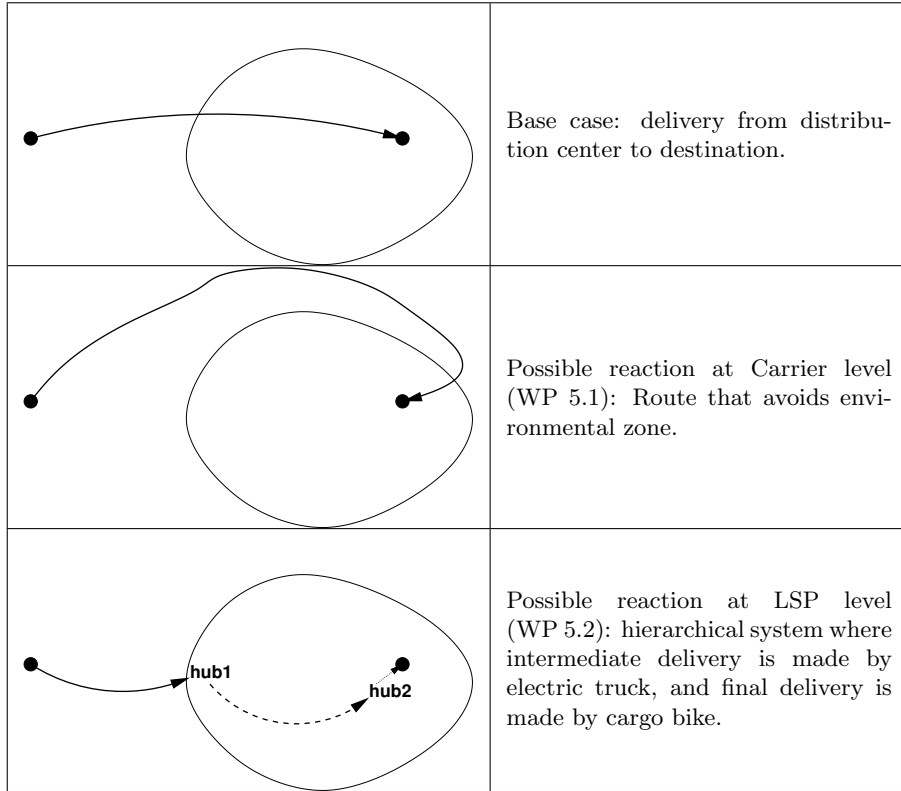 Base case: delivery from distribu-
tion center to destination.
Possible reaction at Carrier level
(WP 5.1): Route that avoids envi-
ronmental zone.
hub1
hub2
Possible reaction at LSP level
(WP 5.2): hierarchical system where
intermediate delivery is made by
electric truck, and final delivery is
made by cargo bike.